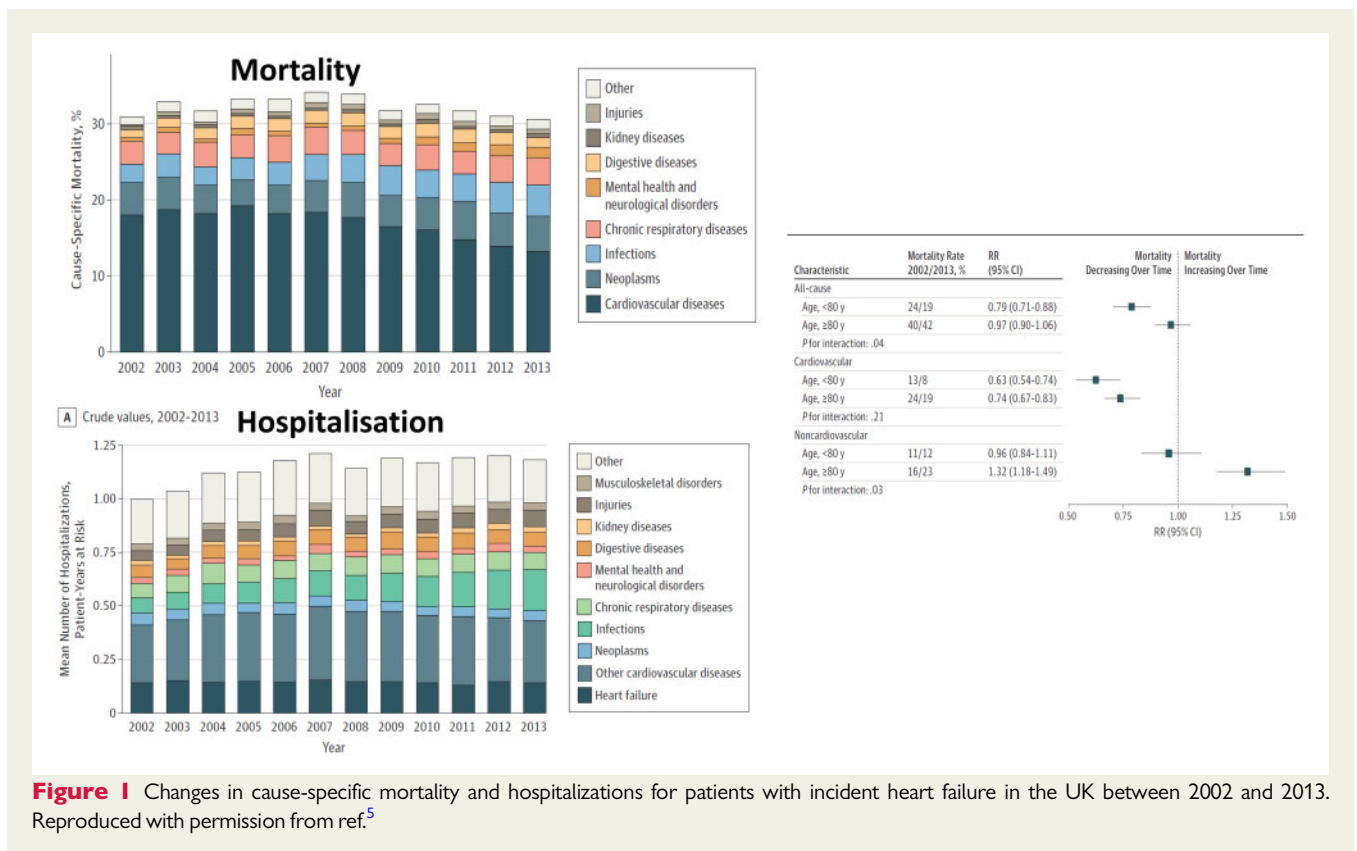 Mortality
Cause-Specific Mortality, %
30
20
10
0
2002 2003 2004 2005 2006 2007 2008 2009 2010 2011 2012 2013
Year
Other
Injuries
Kidney diseases
Digestive diseases
Mental health and
neurological disorders
Chronic respiratory diseases
Infections
Neoplasms
Cardiovascular diseases
A Crude values, 2002-2013
Hospitalisation
Mean Number of Hospitalizations,
Patient-Years at Risk
1.25
1.00
0.75
0.50
0.25
0
2002 2003 2004 2005 2006 2007 2008 2009 2010 2011 2012 2013
Year
Other
Musculoskeletal disorders
Injuries
Kidney diseases
Digestive diseases
Mental health and
neurological disorders
Chronic respiratory diseases
Infections
Neoplasms
Other cardiovascular diseases
Heart failure
Mortality Rate RR Mortality Mortality
Characteristic 2002/2013, % (95% CI) Decreasing Over Time Increasing Over Time
All-cause
Age, <80 y 24/19 0.79 (0.71-0.88)
Age, ≥80 y 40/42 0.97 (0.90-1.06)
P for interaction: .04
Cardiovascular
Age, <80 y 13/8 0.63 (0.54-0.74)
Age, ≥80 y 24/19 0.74 (0.67-0.83)
P for interaction: .21
Noncardiovascular
Age, <80 y 11/12 0.96 (0.84-1.11)
Age, ≥80 y 16/23 1.32 (1.18-1.49)
P for interaction: .03
0.50 0.75 1.00 1.25 1.50
RR (95% CI)
Figure 1 Changes in cause-specific mortality and hospitalizations for patients with incident heart failure in the UK between 2002 and 2013.
Reproduced with permission from ref.5